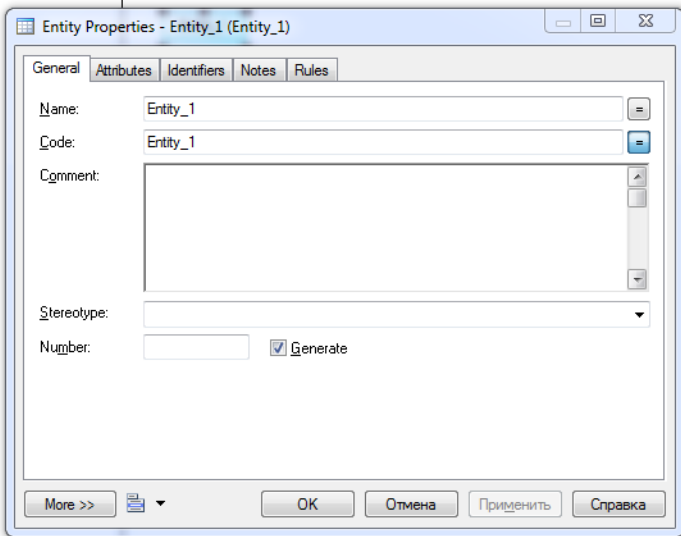 Entity Properties - Entity_1 (Entity_1)
General Attributes Identifiers Notes Rules
Name: Entity_1 =
Code: Entity_1 =
Comment:
Stereotype:
Number: Generate
More >> OK Отмена Применить Справка